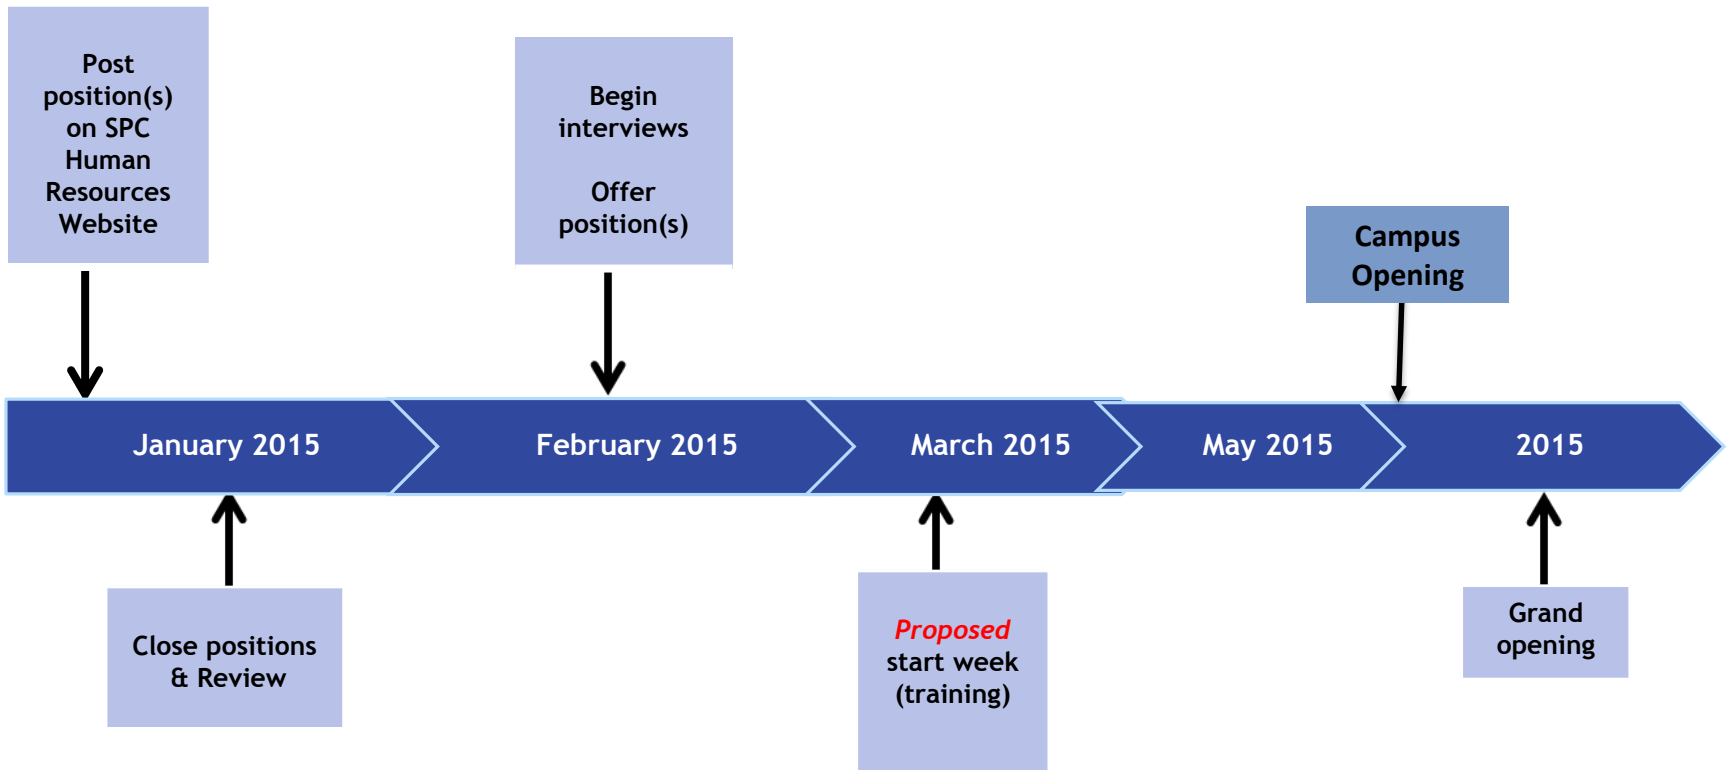 Post
position(s)
on SPC
Human
Resources
Website
Begin
interviews
Offer
position(s)
Campus
Opening
January 2015
February 2015
March 2015
May 2015
2015
Close positions
& Review
Proposed
start week
(training)
Grand
opening